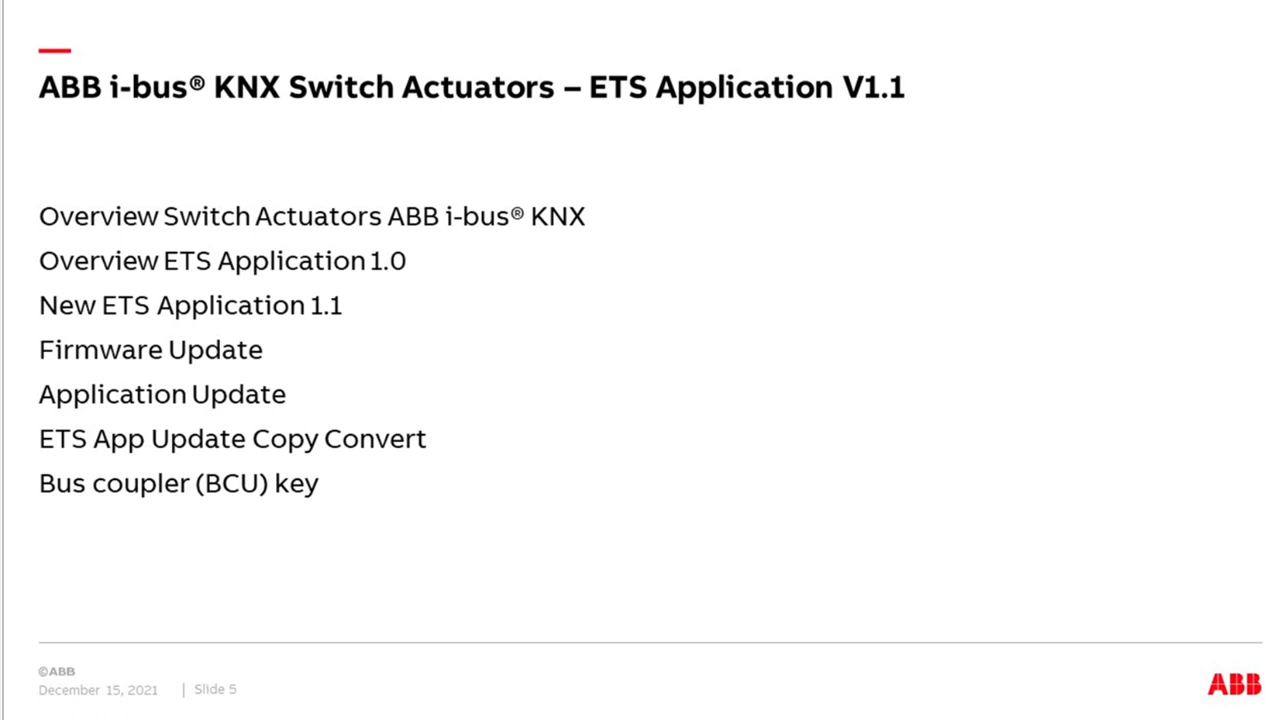 ABB i-bus® KNX Switch Actuators – ETS Application V1.1
Overview Switch Actuators ABB i-bus® KNX
Overview ETS Application 1.0
New ETS Application 1.1
Firmware Update
Application Update
ETS App Update Copy Convert
Bus coupler (BCU) key
©ABB
December 15, 2021 | Slide 5
ABB